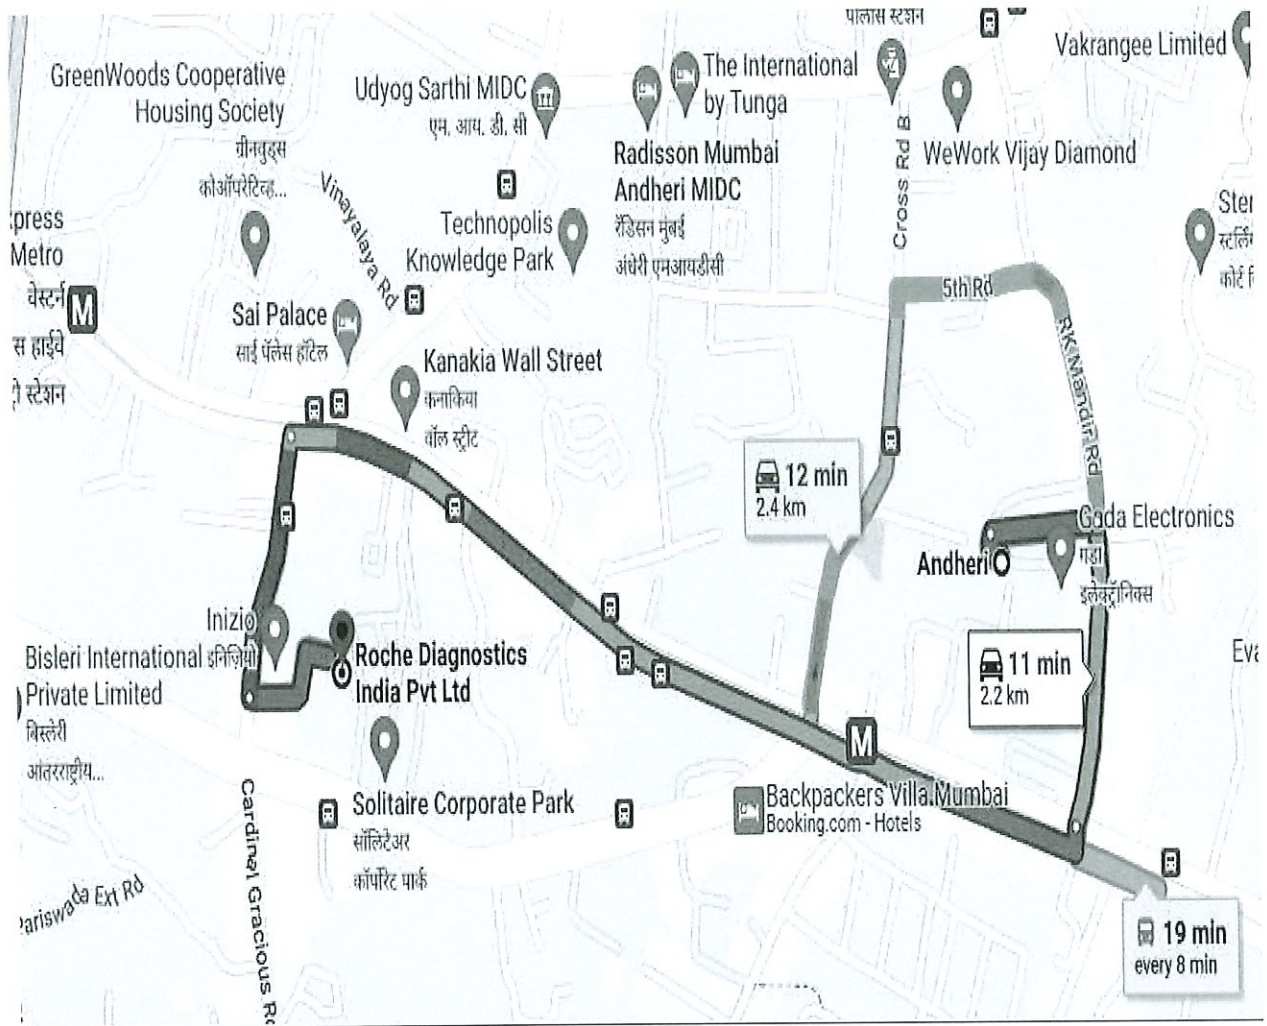 पोलीस स्टेशन
Vakrangee Limited
GreenWoods Cooperative
Housing Society
ग्रीनवुड्स
कोऑपरेटिव्ह...
Udyog Sarthi MIDC
एम. आय. डी. सी
The International
by Tunga
Radisson Mumbai
Andheri MIDC
रॅडिसन मुंबई
अंधेरी एमआयडीसी
Cross Rd B
WeWork Vijay Diamond
Vinayalaya Rd
Technopolis
Knowledge Park
Metro
M
स हाईवे
स्टेशन
Sai Palace
साई पॅलेस हॉटेल
Kanakia Wall Street
कनाकिया
वॉल स्ट्रीट
5th Rd
RK Mandir Rd
12 min
2.4 km
Gada Electronics
गडा
इलेक्ट्रॉनिक्स
Andheri
11 min
2.2 km
Inizio
इनिज़ियो
Bisleri International
Private Limited
बिस्लेरी
आंतरराष्ट्रीय...
Roche Diagnostics
India Pvt Ltd
Solitaire Corporate Park
सॉलिटेअर
कॉर्पोरेट पार्क
M
Backpackers Villa.Mumbai
Booking.com - Hotels
Cardinal Gracious Rd
Pariswada Ext Rd
19 min
every 8 min